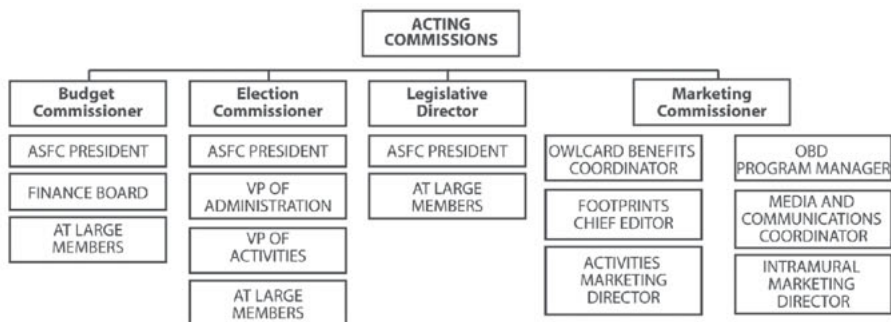 ACTING
COMMISSIONS
Budget
Commissioner
ASFC PRESIDENT
FINANCE BOARD
AT LARGE
MEMBERS
Election
Commissioner
ASFC PRESIDENT
VP OF
ADMINISTRATION
VP OF
ACTIVITIES
AT LARGE
MEMBERS
Legislative
Director
ASFC PRESIDENT
AT LARGE
MEMBERS
Marketing
Commissioner
OWLCARD BENEFITS
COORDINATOR
FOOTPRINTS
CHIEF EDITOR
ACTIVITIES
MARKETING
DIRECTOR
OBD
PROGRAM MANAGER
MEDIA AND
COMMUNICATIONS
COORDINATOR
INTRAMURAL
MARKETING
DIRECTOR